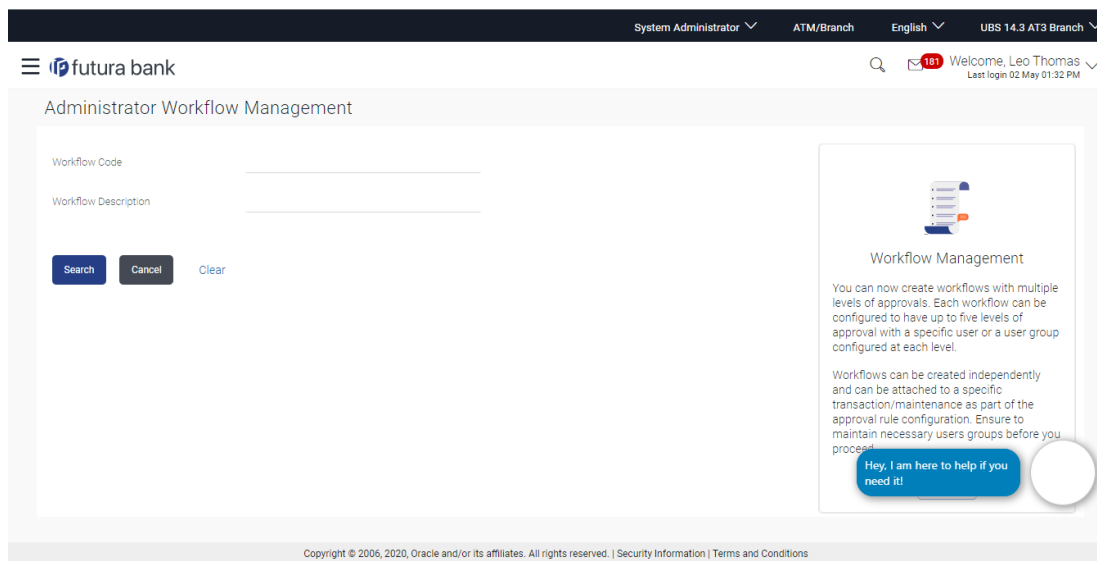 System Administrator ATM/Branch English UBS 14.3 AT3 Branch
futura bank 181 Welcome, Leo Thomas
Last login 02 May 01:32 PM
Administrator Workflow Management
Workflow Code
Workflow Description
Search Cancel Clear
Workflow Management
You can now create workflows with multiple
levels of approvals. Each workflow can be
configured to have up to five levels of
approval with a specific user or a user group
configured at each level.
Workflows can be created independently
and can be attached to a specific
transaction/maintenance as part of the
approval rule configuration. Ensure to
maintain necessary users groups before you
proceed
Hey, I am here to help if you
need it!
Copyright © 2006, 2020, Oracle and/or its affiliates. All rights reserved. | Security Information | Terms and Conditions